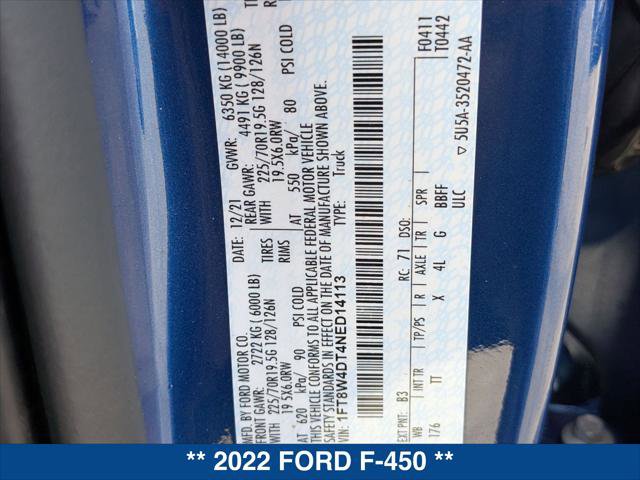 MFD. BY FORD MOTOR CO.
DATE: 12/21 GVWR: 6350 KG (14000 LB)
FRONT GAWR: 2722 KG (6000 LB) REAR GAWR: 4491 KG (9900 LB)
225/70R19.5G 128/126N TIRES WITH 225/70R19.5G 128/126N
19.5X6.0RW RIMS 19.5X6.0RW
AT 620 kPa/ 90 PSI COLD AT 550 kPa/ 80 PSI COLD
THIS VEHICLE CONFORMS TO ALL APPLICABLE FEDERAL MOTOR VEHICLE
SAFETY STANDARDS IN EFFECT ON THE DATE OF MANUFACTURE SHOWN ABOVE.
VIN: 1FT8W4DT4NED14113 TYPE: Truck
F0411
T0442
EXT PNT: B3 RC: 71 DSO:
WB INT TR TP/PS R AXLE TR SPR
176 TT X 4L G BBFF
ULC
▽ 5U5A-3520472-AA
** 2022 FORD F-450 **